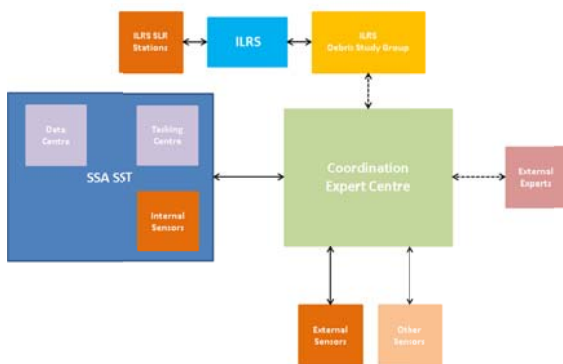 ILRS SLR
Stations
ILRS
ILRS
Debris Study Group
Data
Centre
Tasking
Centre
SSA SST
Internal
Sensors
Coordination
Expert Centre
External
Experts
External
Sensors
Other
Sensors